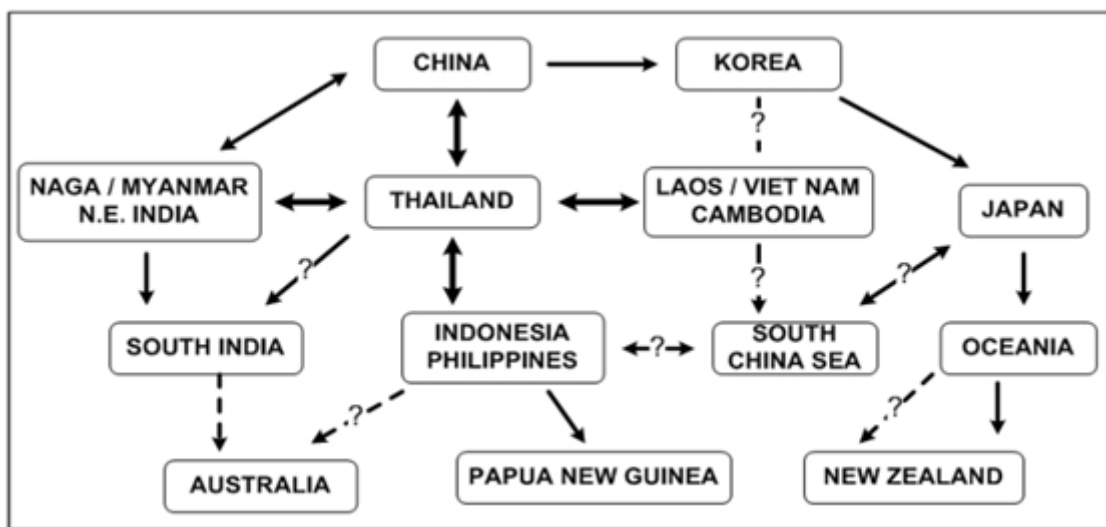 CHINA
KOREA
?
NAGA / MYANMAR
N.E. INDIA
THAILAND
LAOS / VIET NAM
CAMBODIA
JAPAN
?
?
?
SOUTH INDIA
INDONESIA
PHILIPPINES
?
SOUTH
CHINA SEA
OCEANIA
?
?
AUSTRALIA
PAPUA NEW GUINEA
NEW ZEALAND